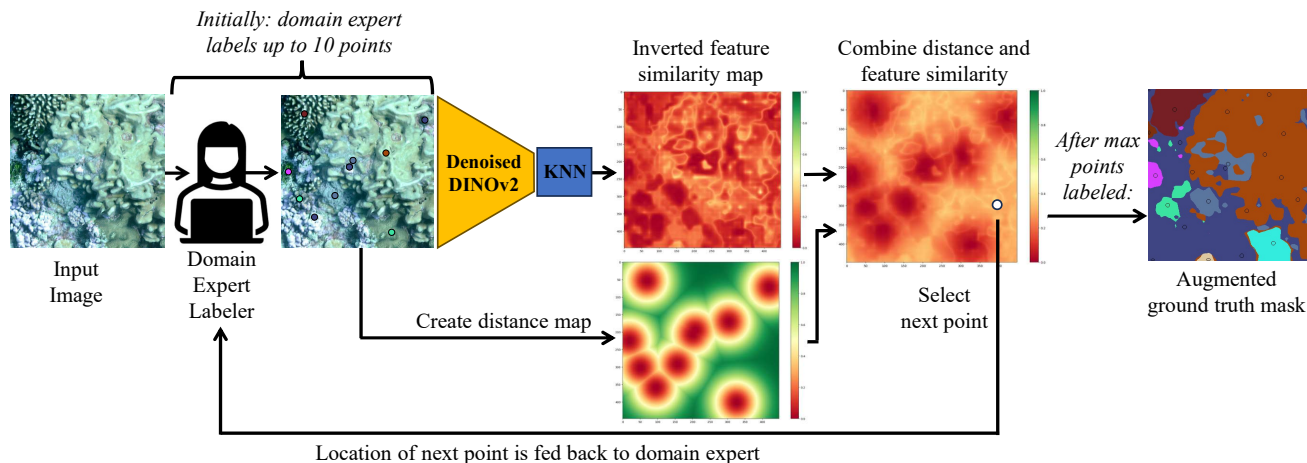 Initially: domain expert
labels up to 10 points
Inverted feature
similarity map
Combine distance and
feature similarity
Denoised
DINOv2
KNN
After max
points
labeled:
Input
Image
Domain
Expert
Labeler
Create distance map
Select
next point
Augmented
ground truth mask
Location of next point is fed back to domain expert